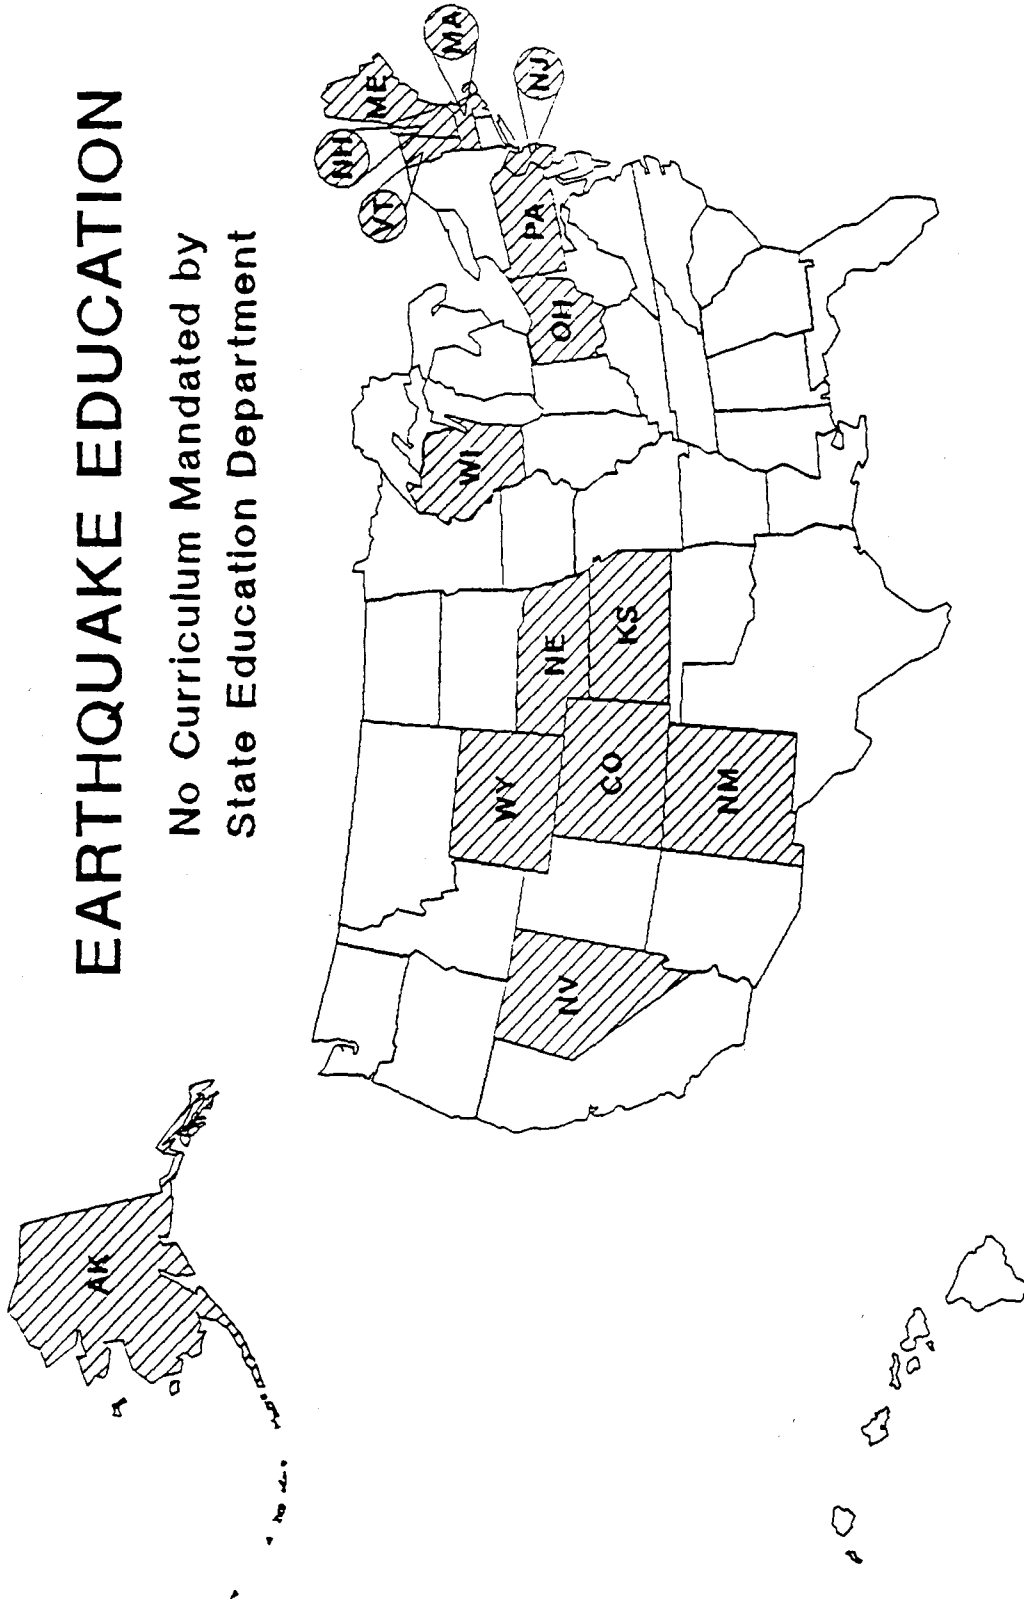 EARTHQUAKE EDUCATION
No Curriculum Mandated by
State Education Department
AK
NV
WY
CO
NM
NE
KS
WI
OH
PA
VT
NH
ME
MA
NJ